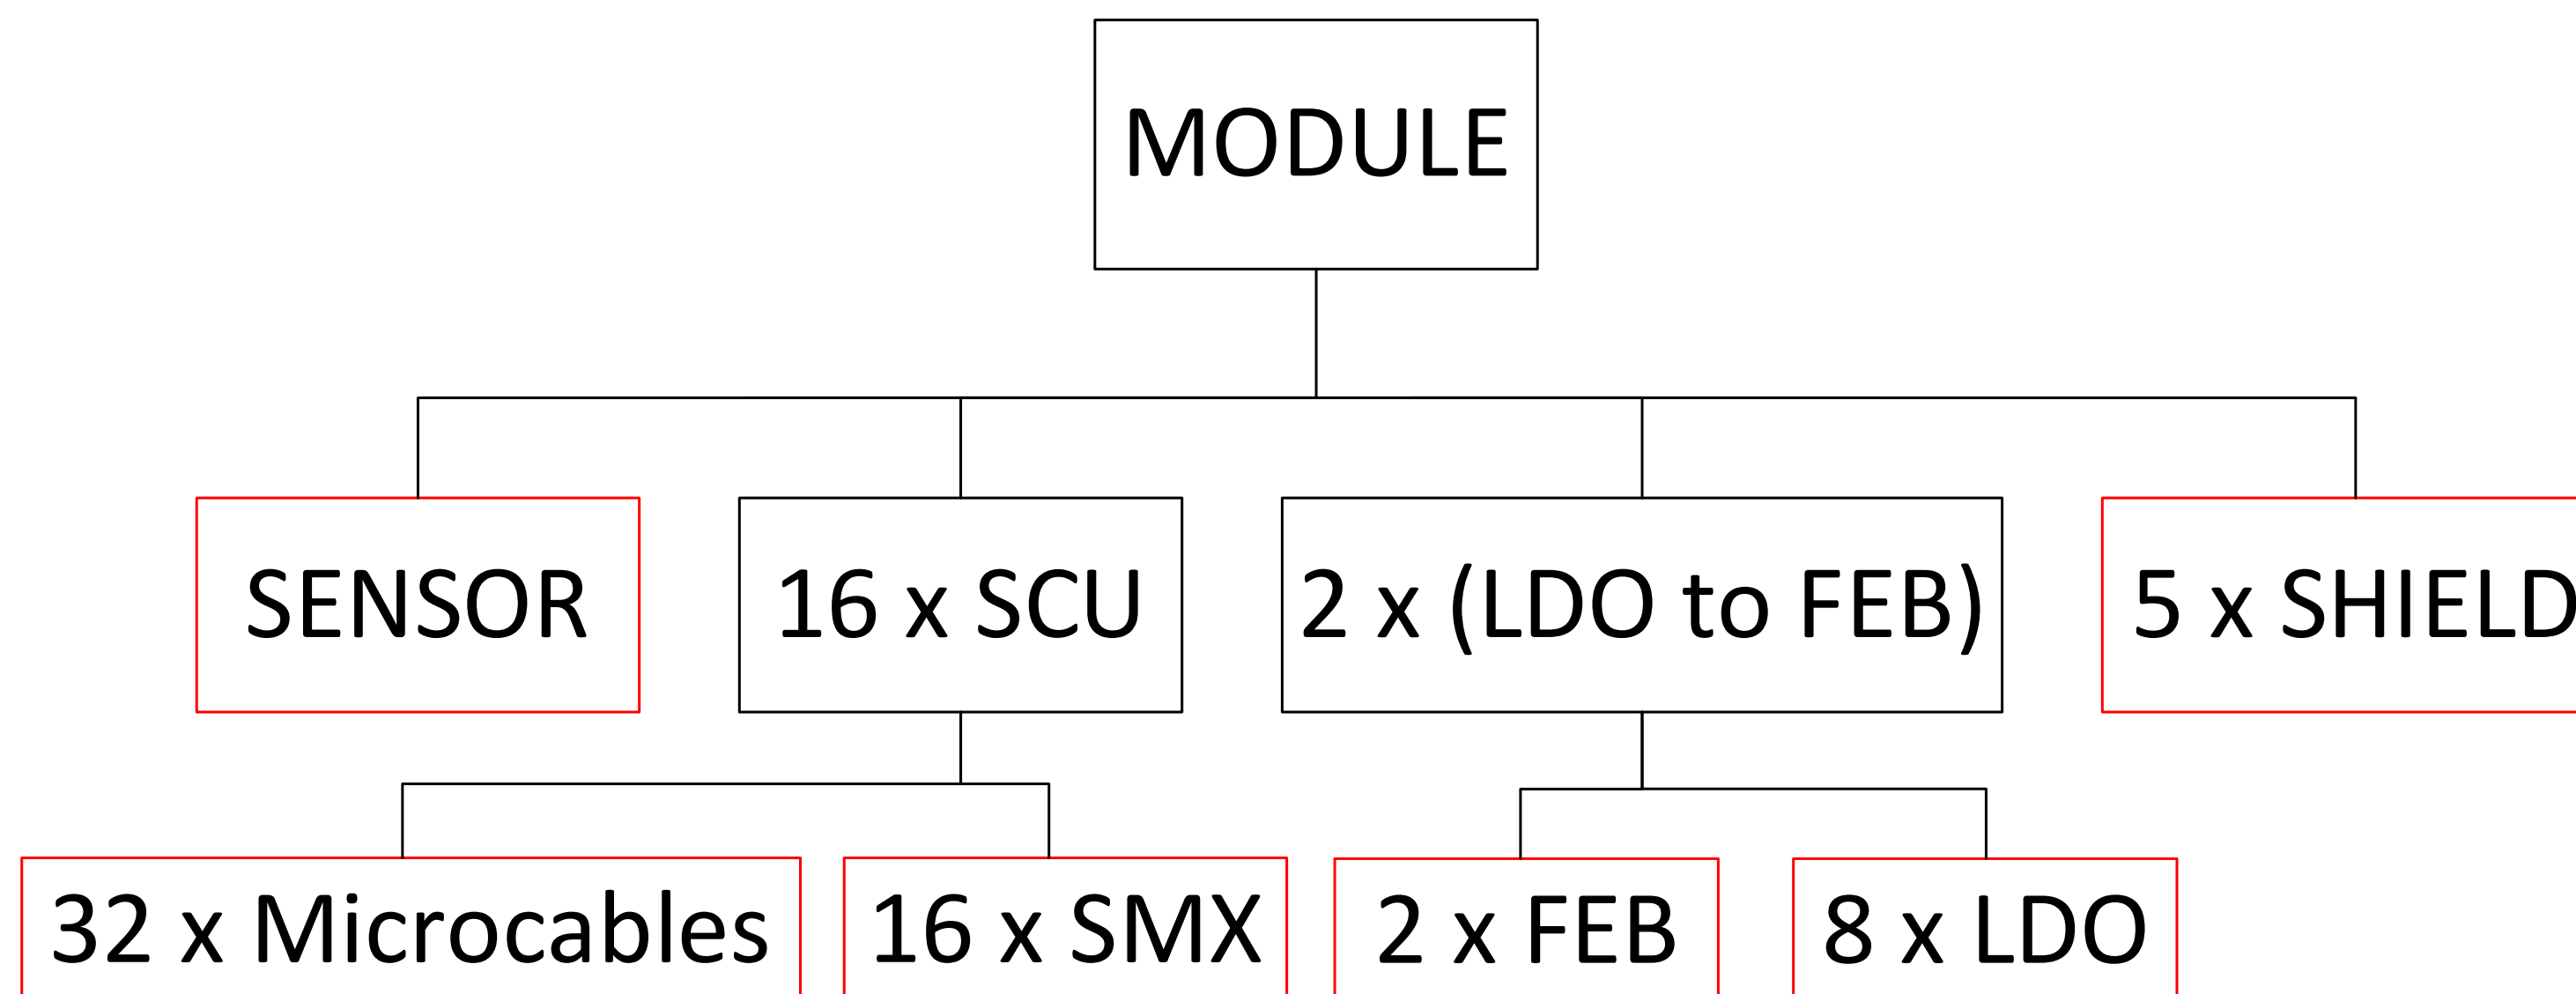 MODULE
SENSOR
16 x SCU
2 x (LDO to FEB)
5 x SHIELD
32 x Microcables
16 x SMX
2 x FEB
8 x LDO